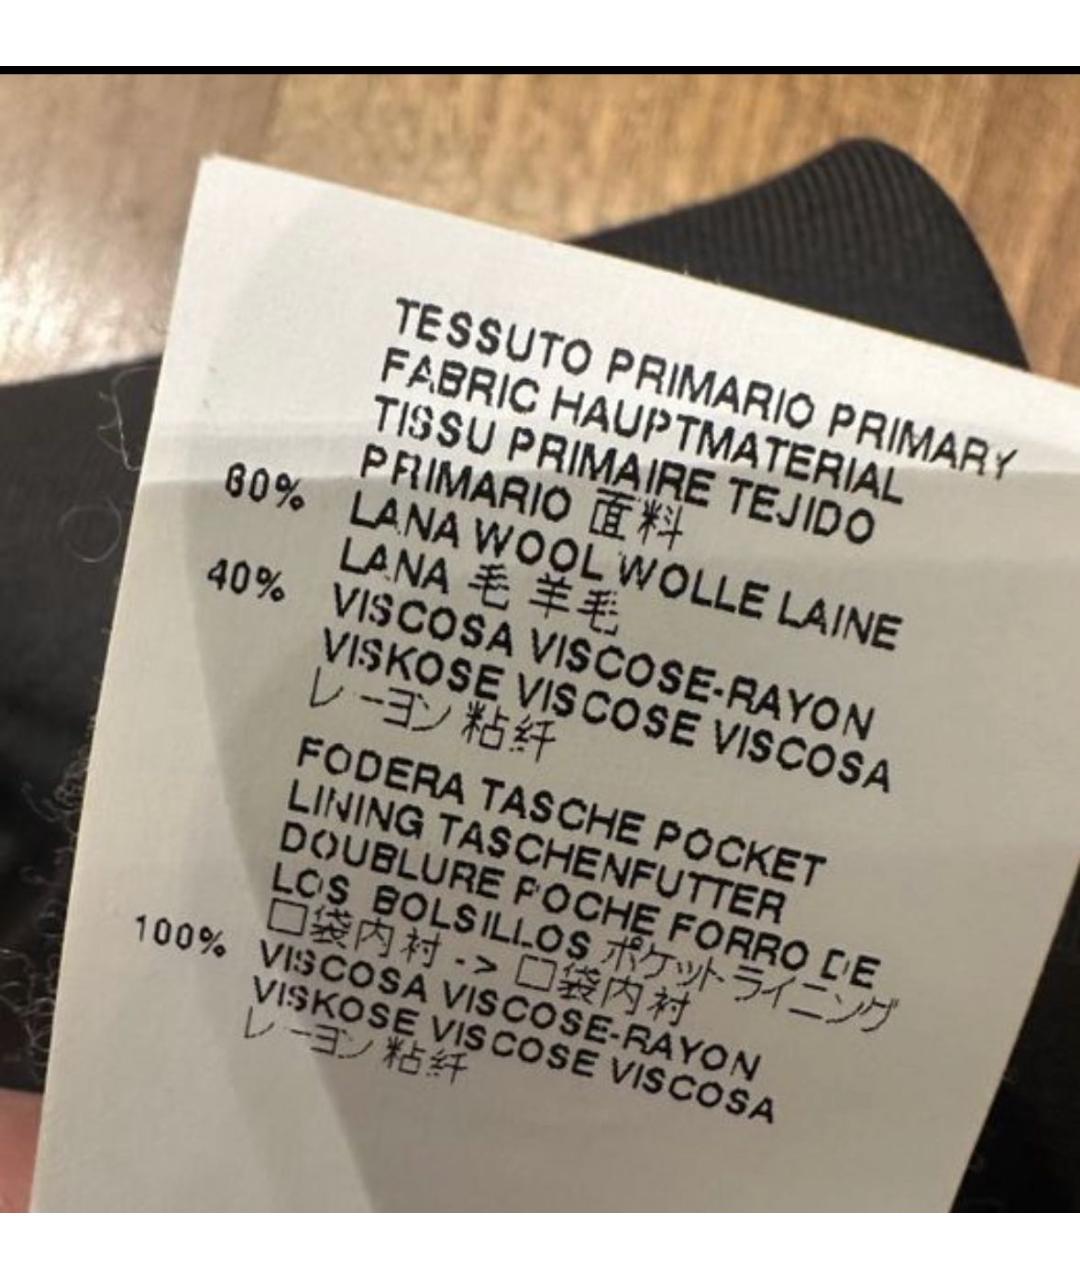 TESSUTO PRIMARIO PRIMARY
FABRIC HAUPTMATERIAL
TISSU PRIMAIRE TEJIDO
PRIMARIO 面料
60% LANA WOOL WOLLE LAINE
LANA 毛 羊毛
40% VISCOSA VISCOSE-RAYON
VISKOSE VISCOSE VISCOSA
レーヨン 粘纤
FODERA TASCHE POCKET
LINING TASCHENFUTTER
DOUBLURE POCHE FORRO DE
LOS BOLSILLOS ポケットライニング
口袋内衬 -> 口袋内衬
100% VISCOSA VISCOSE-RAYON
VISKOSE VISCOSE VISCOSA
レーヨン 粘纤